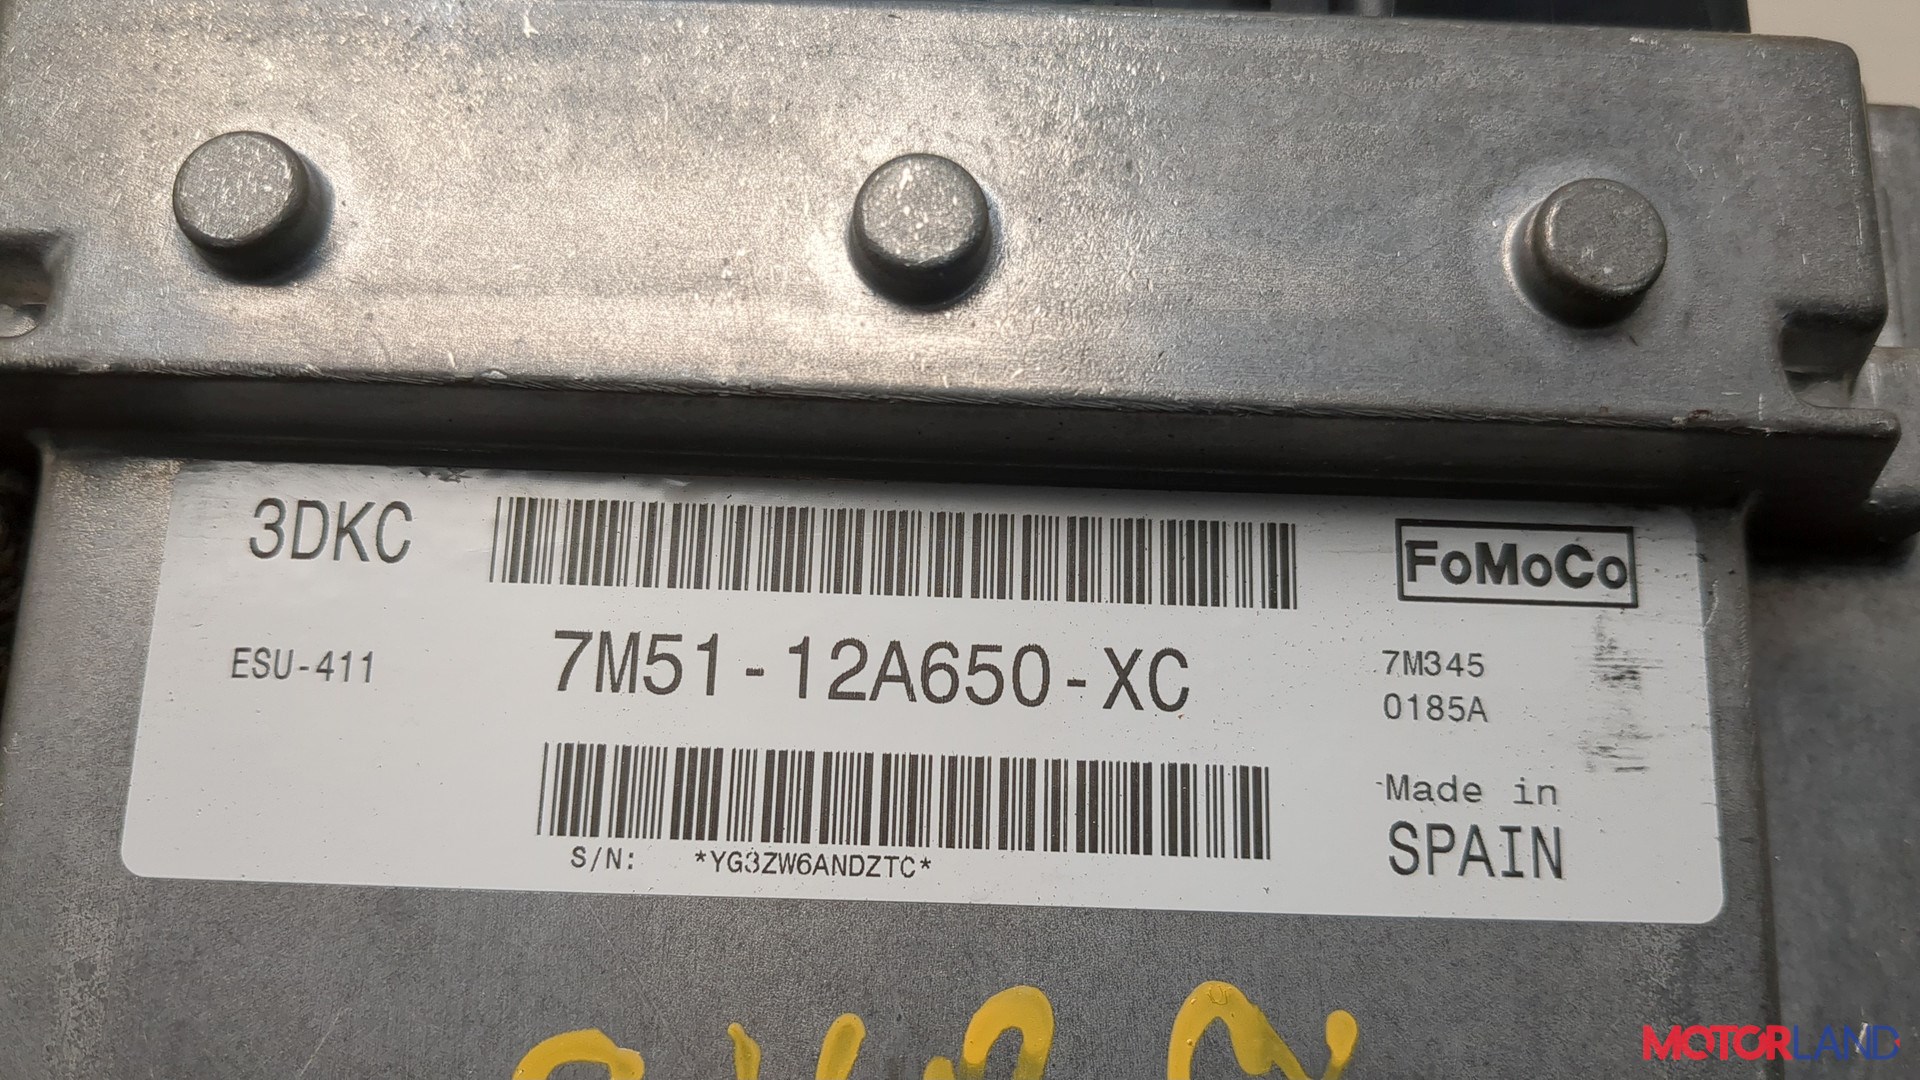 3DKC
FoMoCo
ESU-411
7M51-12A650-XC
7M345
0185A
Made in
SPAIN
S/N: *YG3ZW6ANDZTC*
MOTORLAND